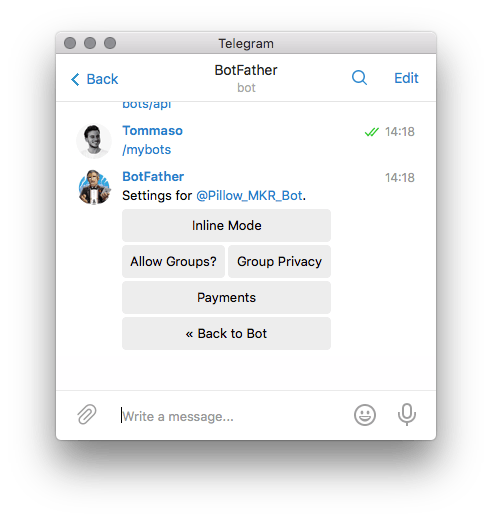 Telegram
Back
BotFather
Edit
bot
bots/api
Tommaso
14:18
/mybots
BotFather
14:18
Settings for @Pillow_MKR_Bot.
Inline Mode
Allow Groups?
Group Privacy
Payments
« Back to Bot
Write a message...